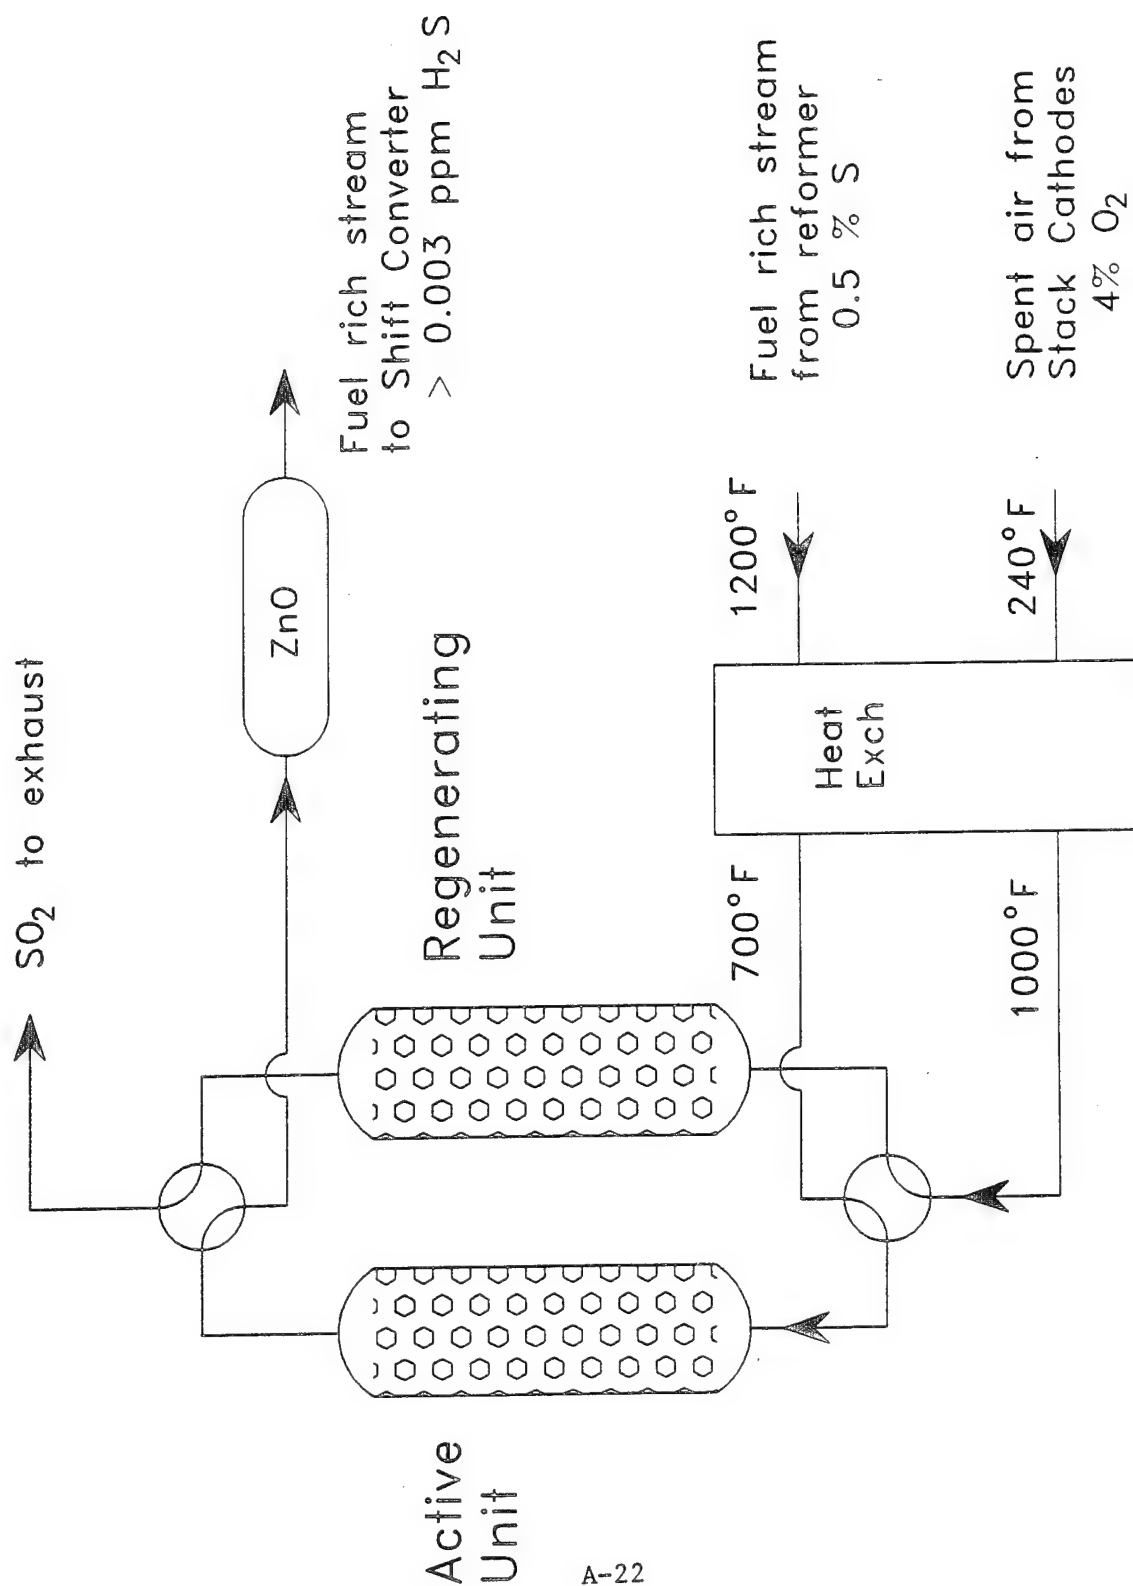 SO2 to exhaust
ZnO
Fuel rich stream
to Shift Converter
> 0.003 ppm H2S
Active
Unit
Regenerating
Unit
700°F
1200°F
Heat
Exch
Fuel rich stream
from reformer
0.5 % S
1000°F
240°F
Spent air from
Stack Cathodes
4% O2
A-22